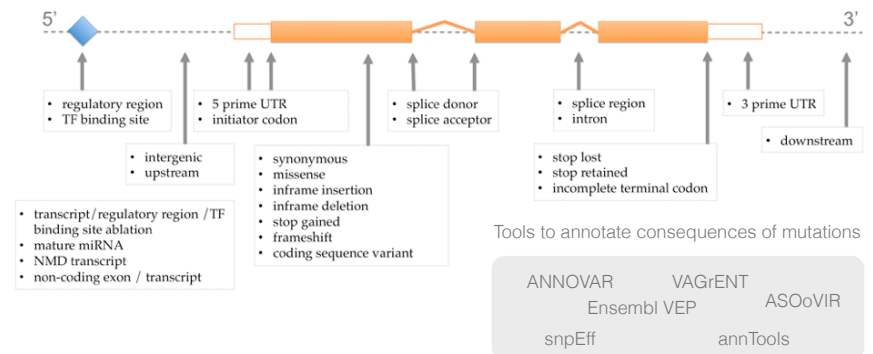 5’
3’
• regulatory region
• TF binding site
• 5 prime UTR
• initiator codon
• splice donor
• splice acceptor
• splice region
• intron
• 3 prime UTR
• downstream
• intergenic
• upstream
• synonymous
• missense
• inframe insertion
• inframe deletion
• stop gained
• frameshift
• coding sequence variant
• stop lost
• stop retained
• incomplete terminal codon
• transcript/regulatory region /TF
binding site ablation
• mature miRNA
• NMD transcript
• non-coding exon / transcript
Tools to annotate consequences of mutations
ANNOVAR
VAGrENT
Ensembl VEP
ASOoVIR
snpEff
annTools